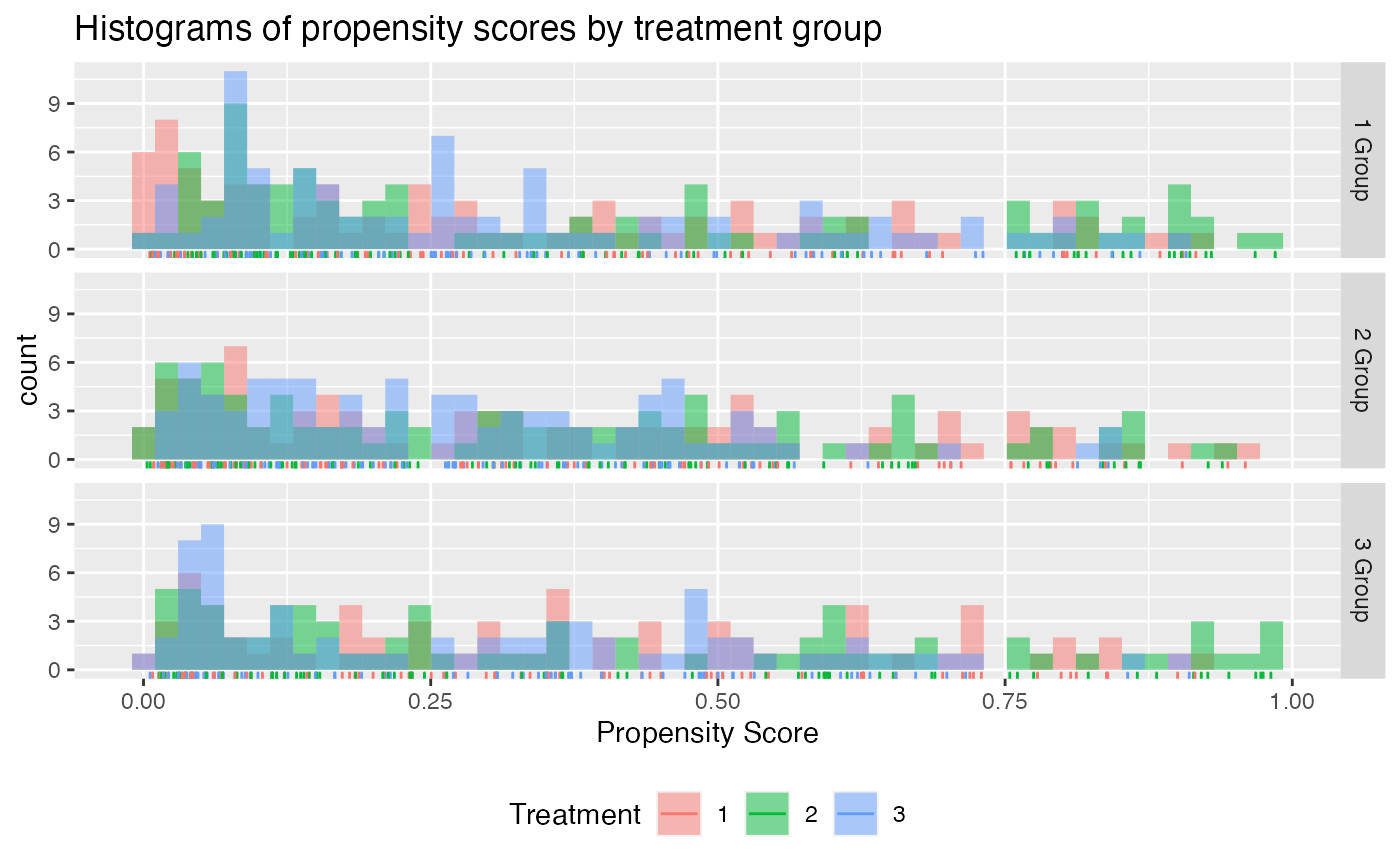 Histograms of propensity scores by treatment group
9
6
3
0
1 Group
9
6
3
0
2 Group
count
9
6
3
0
3 Group
0.00 0.25 0.50 0.75 1.00
Propensity Score
Treatment 1 2 3